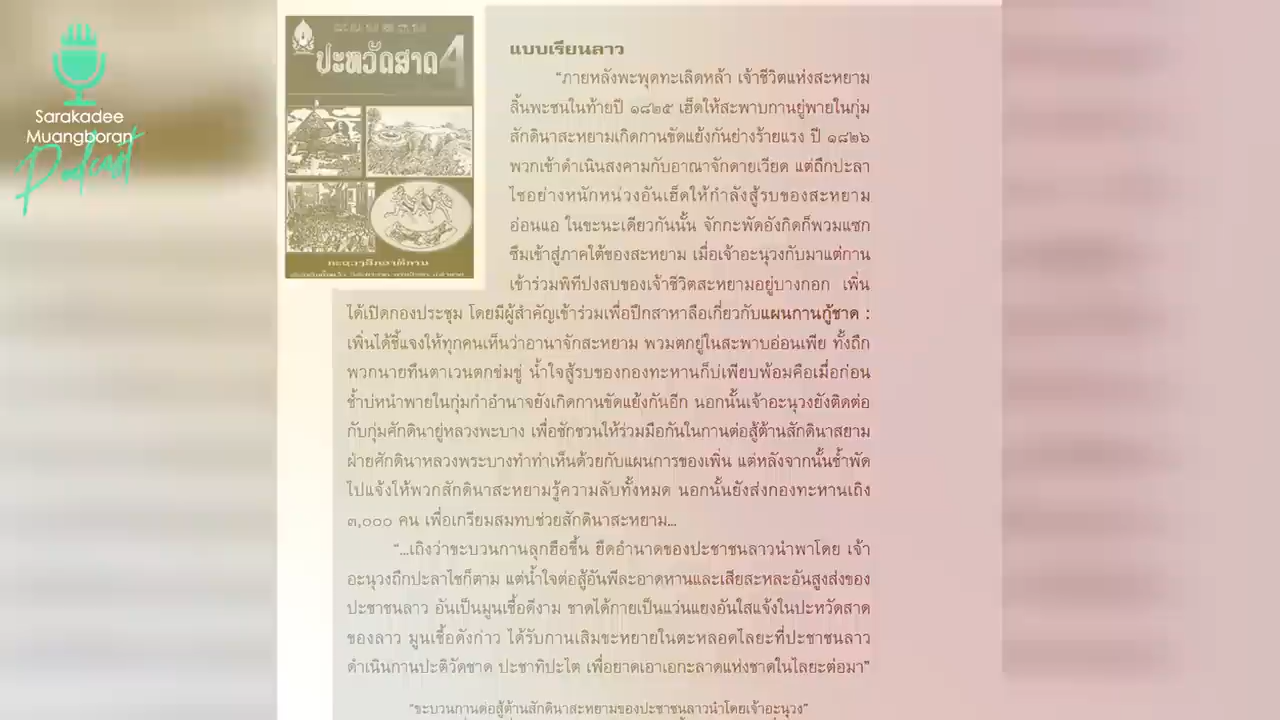 Sarakadee
Muangboran
Podcast
ปะหวัดสาด 4
แบบเรียนลาว
“ภายหลังพะพุดทะเลิดหล้า เจ้าชีวิตแห่งสะหยาม
สิ้นพะชนในท้ายปี ๑๘๒๕ เฮ็ดให้สะพาบการยู่พายในกุ่ม
สักดินาสะหยามเกิดการขัดแย้งกันย่างร้ายแรง ปี ๑๘๒๖
พวกเข้าดำเนินสงคามกับอาณาจักดายเวียด แต่ถึกปะลา
ไชอย่างหนักหน่วงอันเฮ็ดให้กำลังสู้รบของสะหยาม
อ่อนแอ ในขะนะเดียวกันนั้น จักกะพัดอังกิดก็พวมแซก
ซึมเข้าสู่ภาคใต้ของสะหยาม เมื่อเจ้าอะนุวงกับมาแต่กาน
เข้าร่วมพิทีปงสบของเจ้าชีวิตสะหยามอยู่บางกอก เพิ่น
ได้เปิดกองประชุม โดยมีผู้สำคัญเข้าร่วมเพื่อปึกสาหาลือเกี่ยวกับแผนกานกู้ชาด :
เพิ่นได้ชี้แจงให้ทุกคนเห็นว่าอานาจักสะหยาม พวมตกยู่ในสะพาบอ่อนเพีย ทั้งถึก
พวกนายทึนตาเวนตกข่มขู่ น้ำใจสู้รบของกองทะหานก็บ่เพียบพ้อมคือเมื่อก่อน
ซ้ำบ่หนำพายในกุ่มกำอำนาจยังเกิดกานขัดแย้งกันอีก นอกนั้นเจ้าอะนุวงยังติดต่อ
กับกุ่มศักดินายู่หลวงพะบาง เพื่อชักชวนให้ร่วมมือกันในกานต่อสู้ต้านสักดินาสยาม
ฝ่ายศักดินาหลวงพระบางทำท่าเห็นด้วยกับแผนการของเพิ่น แต่หลังจากนั้นซ้ำพัด
ไปแจ้งให้พวกสักดินาสะหยามรู้ความลับทั้งหมด นอกนั้นยังส่งกองทะหานเถิง
๓,๐๐๐ คน เพื่อเกรียมสมทบช่วยสักดินาสะหยาม...
“...เถิงว่าขะบวนกานลุกฮือขึ้น ยึดอำนาดของปะชาชนลาวนำพาโดย เจ้า
อะนุวงถึกปะลาไชก็ตาม แต่น้ำใจต่อสู้อันพีละอาดหานและเสียสะหละอันสูงส่งของ
ปะชาชนลาว อันเป็นมูนเชื้อดีงาม ซาดได้กายเป็นแว่นแยงอันใสแจ้งในปะหวัดสาด
ของลาว มูนเชื้อดังก่าว ได้รับกานเสิมขะหยายในตะหลอดไลยะที่ปะชาชนลาว
ดำเนินกานปะติวัดชาด ปะชาทิปะไต เพื่อยาดเอาเอกะลาดแห่งชาดในไลยะต่อมา”
“ขะบวนกานต่อสู้ต้านสักดินาสะหยามของปะชาชนลาวนำโดยเจ้าอะนุวง”